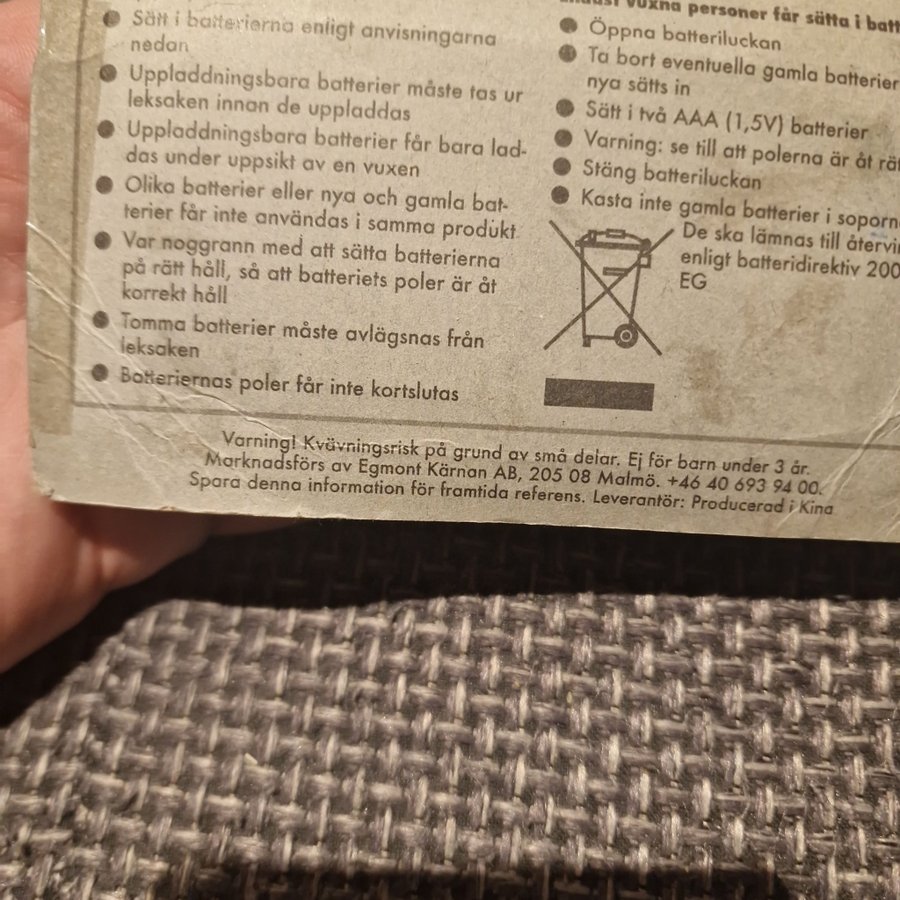 Sätt i batterierna enligt anvisningarna
nedan
Uppladdningsbara batterier måste tas ur
leksaken innan de uppladdas
Uppladdningsbara batterier får bara lad-
das under uppsikt av en vuxen
Olika batterier eller nya och gamla bat-
terier får inte användas i samma produkt
Var noggrann med att sätta batterierna
på rätt håll, så att batteriets poler är åt
korrekt håll
Tomma batterier måste avlägsnas från
leksaken
Batteriernas poler får inte kortslutas
vuxna personer får sätta i batt
Öppna batteriluckan
Ta bort eventuella gamla batterier
nya sätts in
Sätt i två AAA (1,5V) batterier
Varning: se till att polerna är åt rät
Stäng batteriluckan
Kasta inte gamla batterier i soporn
De ska lämnas till återvi
enligt batteridirektiv 200
EG
Varning! Kvävningsrisk på grund av små delar. Ej för barn under 3 år.
Marknadsförs av Egmont Kärnan AB, 205 08 Malmö. +46 40 693 94 00.
Spara denna information för framtida referens. Leverantör: Producerad i Kina